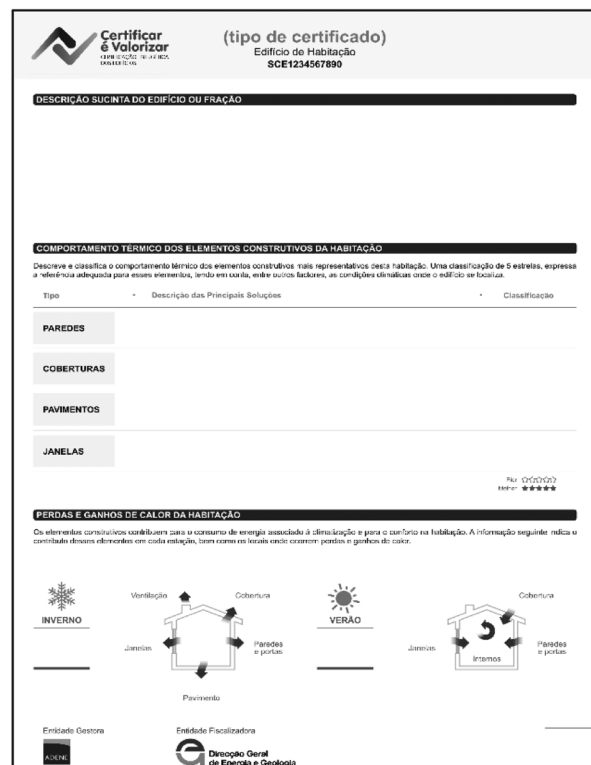 Certificar
é Valorizar
CERTIFICAÇÃO ENERGÉTICA
DOS EDIFÍCIOS
(tipo de certificado)
Edifício de Habitação
SCE1234567890
DESCRIÇÃO SUCINTA DO EDIFÍCIO OU FRAÇÃO
COMPORTAMENTO TÉRMICO DOS ELEMENTOS CONSTRUTIVOS DA HABITAÇÃO
Descreve e classifica o comportamento térmico dos elementos construtivos mais representativos desta habitação. Uma classificação de 5 estrelas, expressa
a referência adequada para esses elementos, tendo em conta, entre outros factores, as condições climáticas onde o edifício se localiza.
Tipo Descrição das Principais Soluções Classificação
PAREDES
COBERTURAS
PAVIMENTOS
JANELAS
Pior ☆☆☆☆☆
Melhor ★★★★★
PERDAS E GANHOS DE CALOR DA HABITAÇÃO
Os elementos construtivos contribuem para o consumo de energia associado à climatização e para o conforto na habitação. A informação seguinte indica o
contributo desses elementos em cada estação, bem como os locais onde ocorrem perdas e ganhos de calor.
INVERNO
Ventilação
Cobertura
Janelas
Paredes
e portas
Pavimento
VERÃO
Cobertura
Janelas
Internos
Paredes
e portas
Entidade Gestora
ADENE
Entidade Fiscalizadora
Direcção Geral
de Energia e Geologia